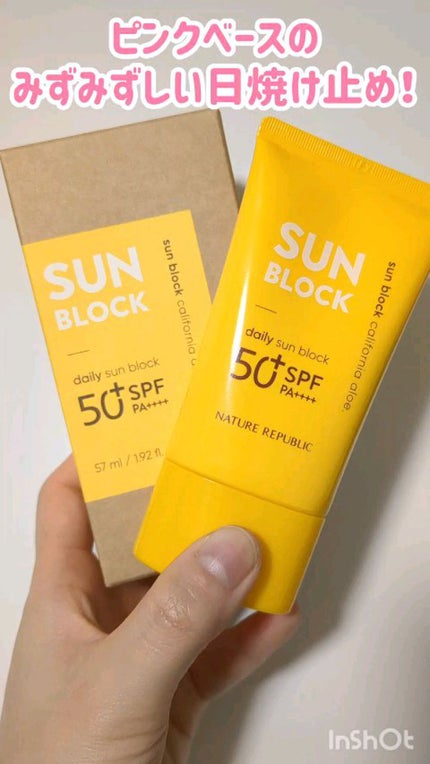 ピンクベースの
みずみずしい日焼け止め!
SUN
BLOCK
sun block california
daily sun block
50+ SPF
PA++++
57 ml / 1.92 fl.
SUN
BLOCK
sun block california aloe
daily sun block
50+ SPF
PA++++
NATURE REPUBLIC
InShOt